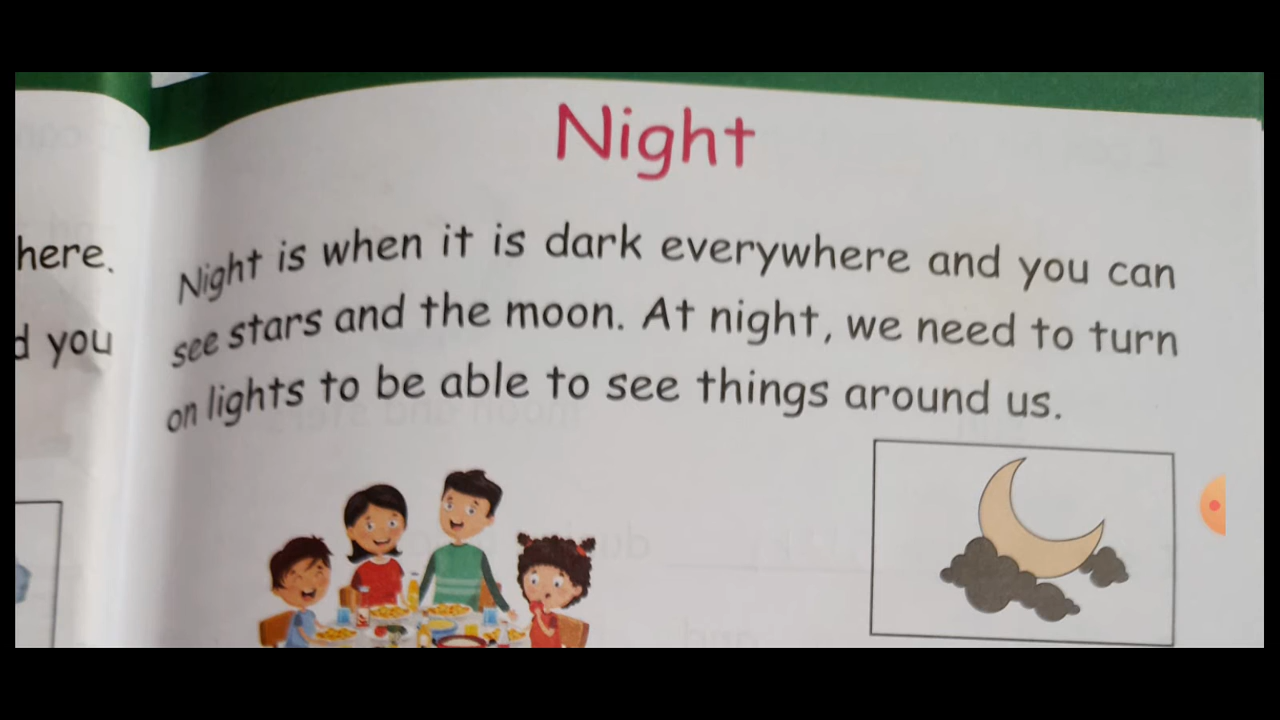 Night
here.
d you
Night is when it is dark everywhere and you can
see stars and the moon. At night, we need to turn
on lights to be able to see things around us.